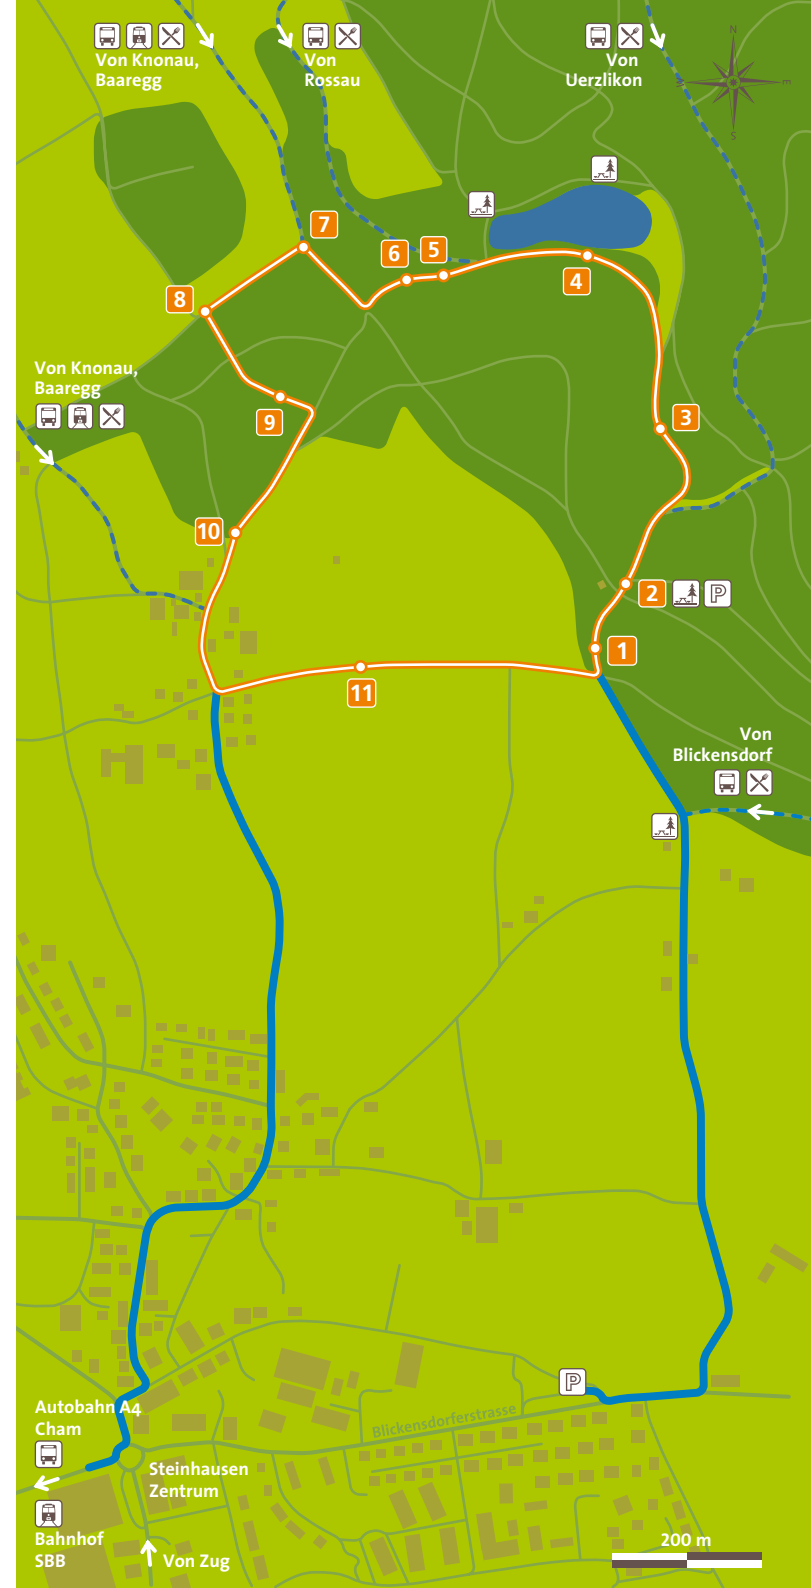 Von Knonau,
Baaregg
Von
Rossau
Von
Uerzlikon
N
E
S
W
7
6
5
4
8
Von Knonau,
Baaregg
9
3
10
2
P
1
11
Von
Blickensdorf
P
Autobahn A4
Cham
Blickensdorferstrasse
Steinhausen
Zentrum
Bahnhof
SBB
Von Zug
200 m